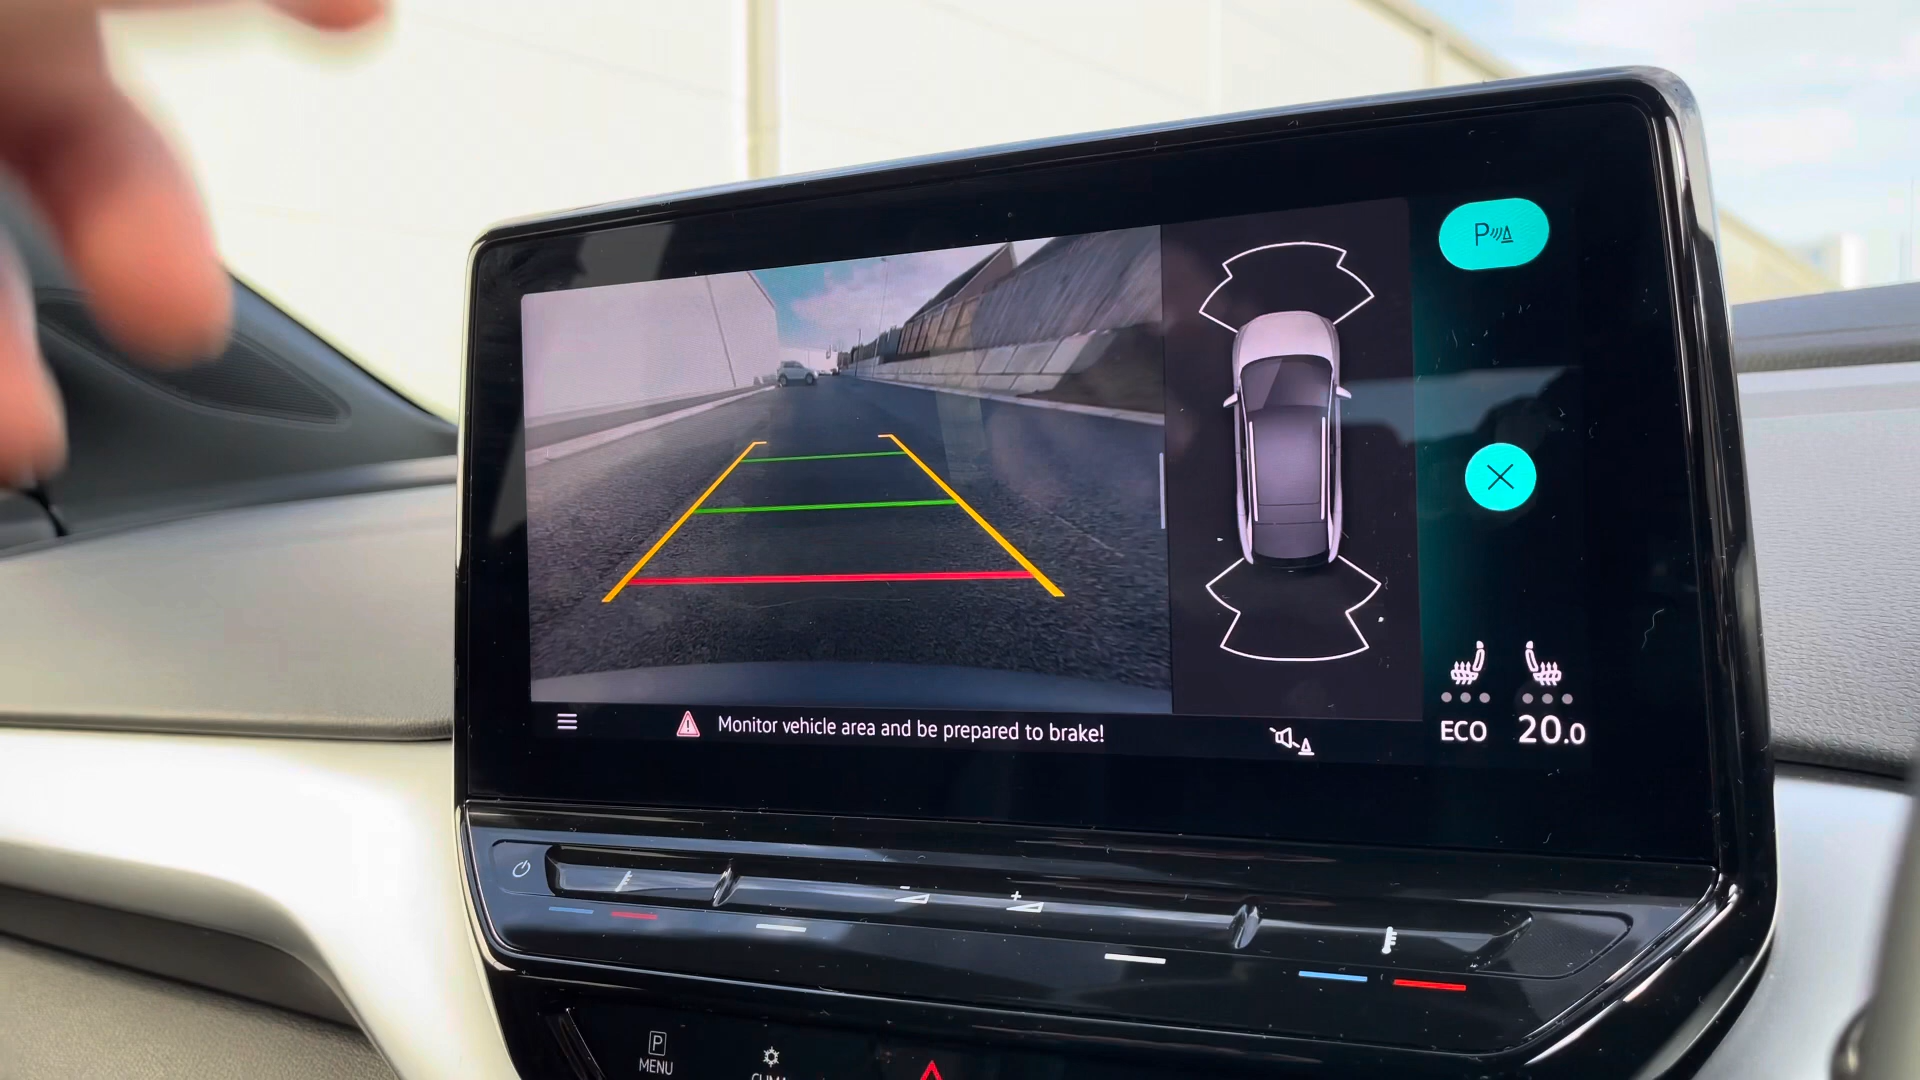 P
Monitor vehicle area and be prepared to brake!
ECO
20.0
P
MENU